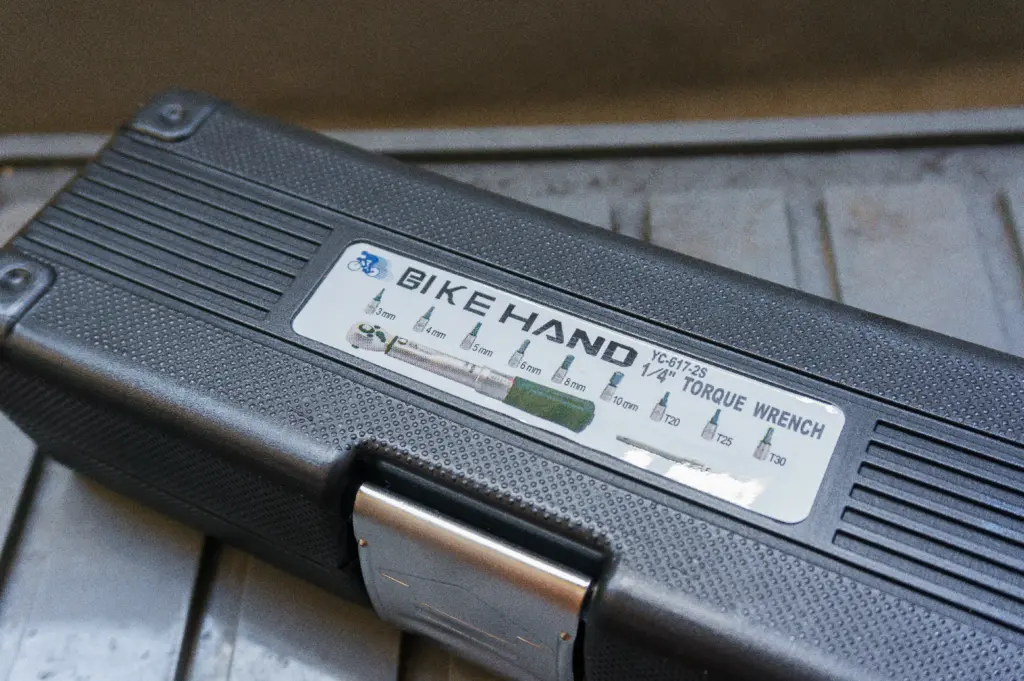 BIKE HAND
YC-617-2S
1/4" TORQUE WRENCH
3mm
4mm
5mm
6mm
8mm
10mm
T20
T25
T30